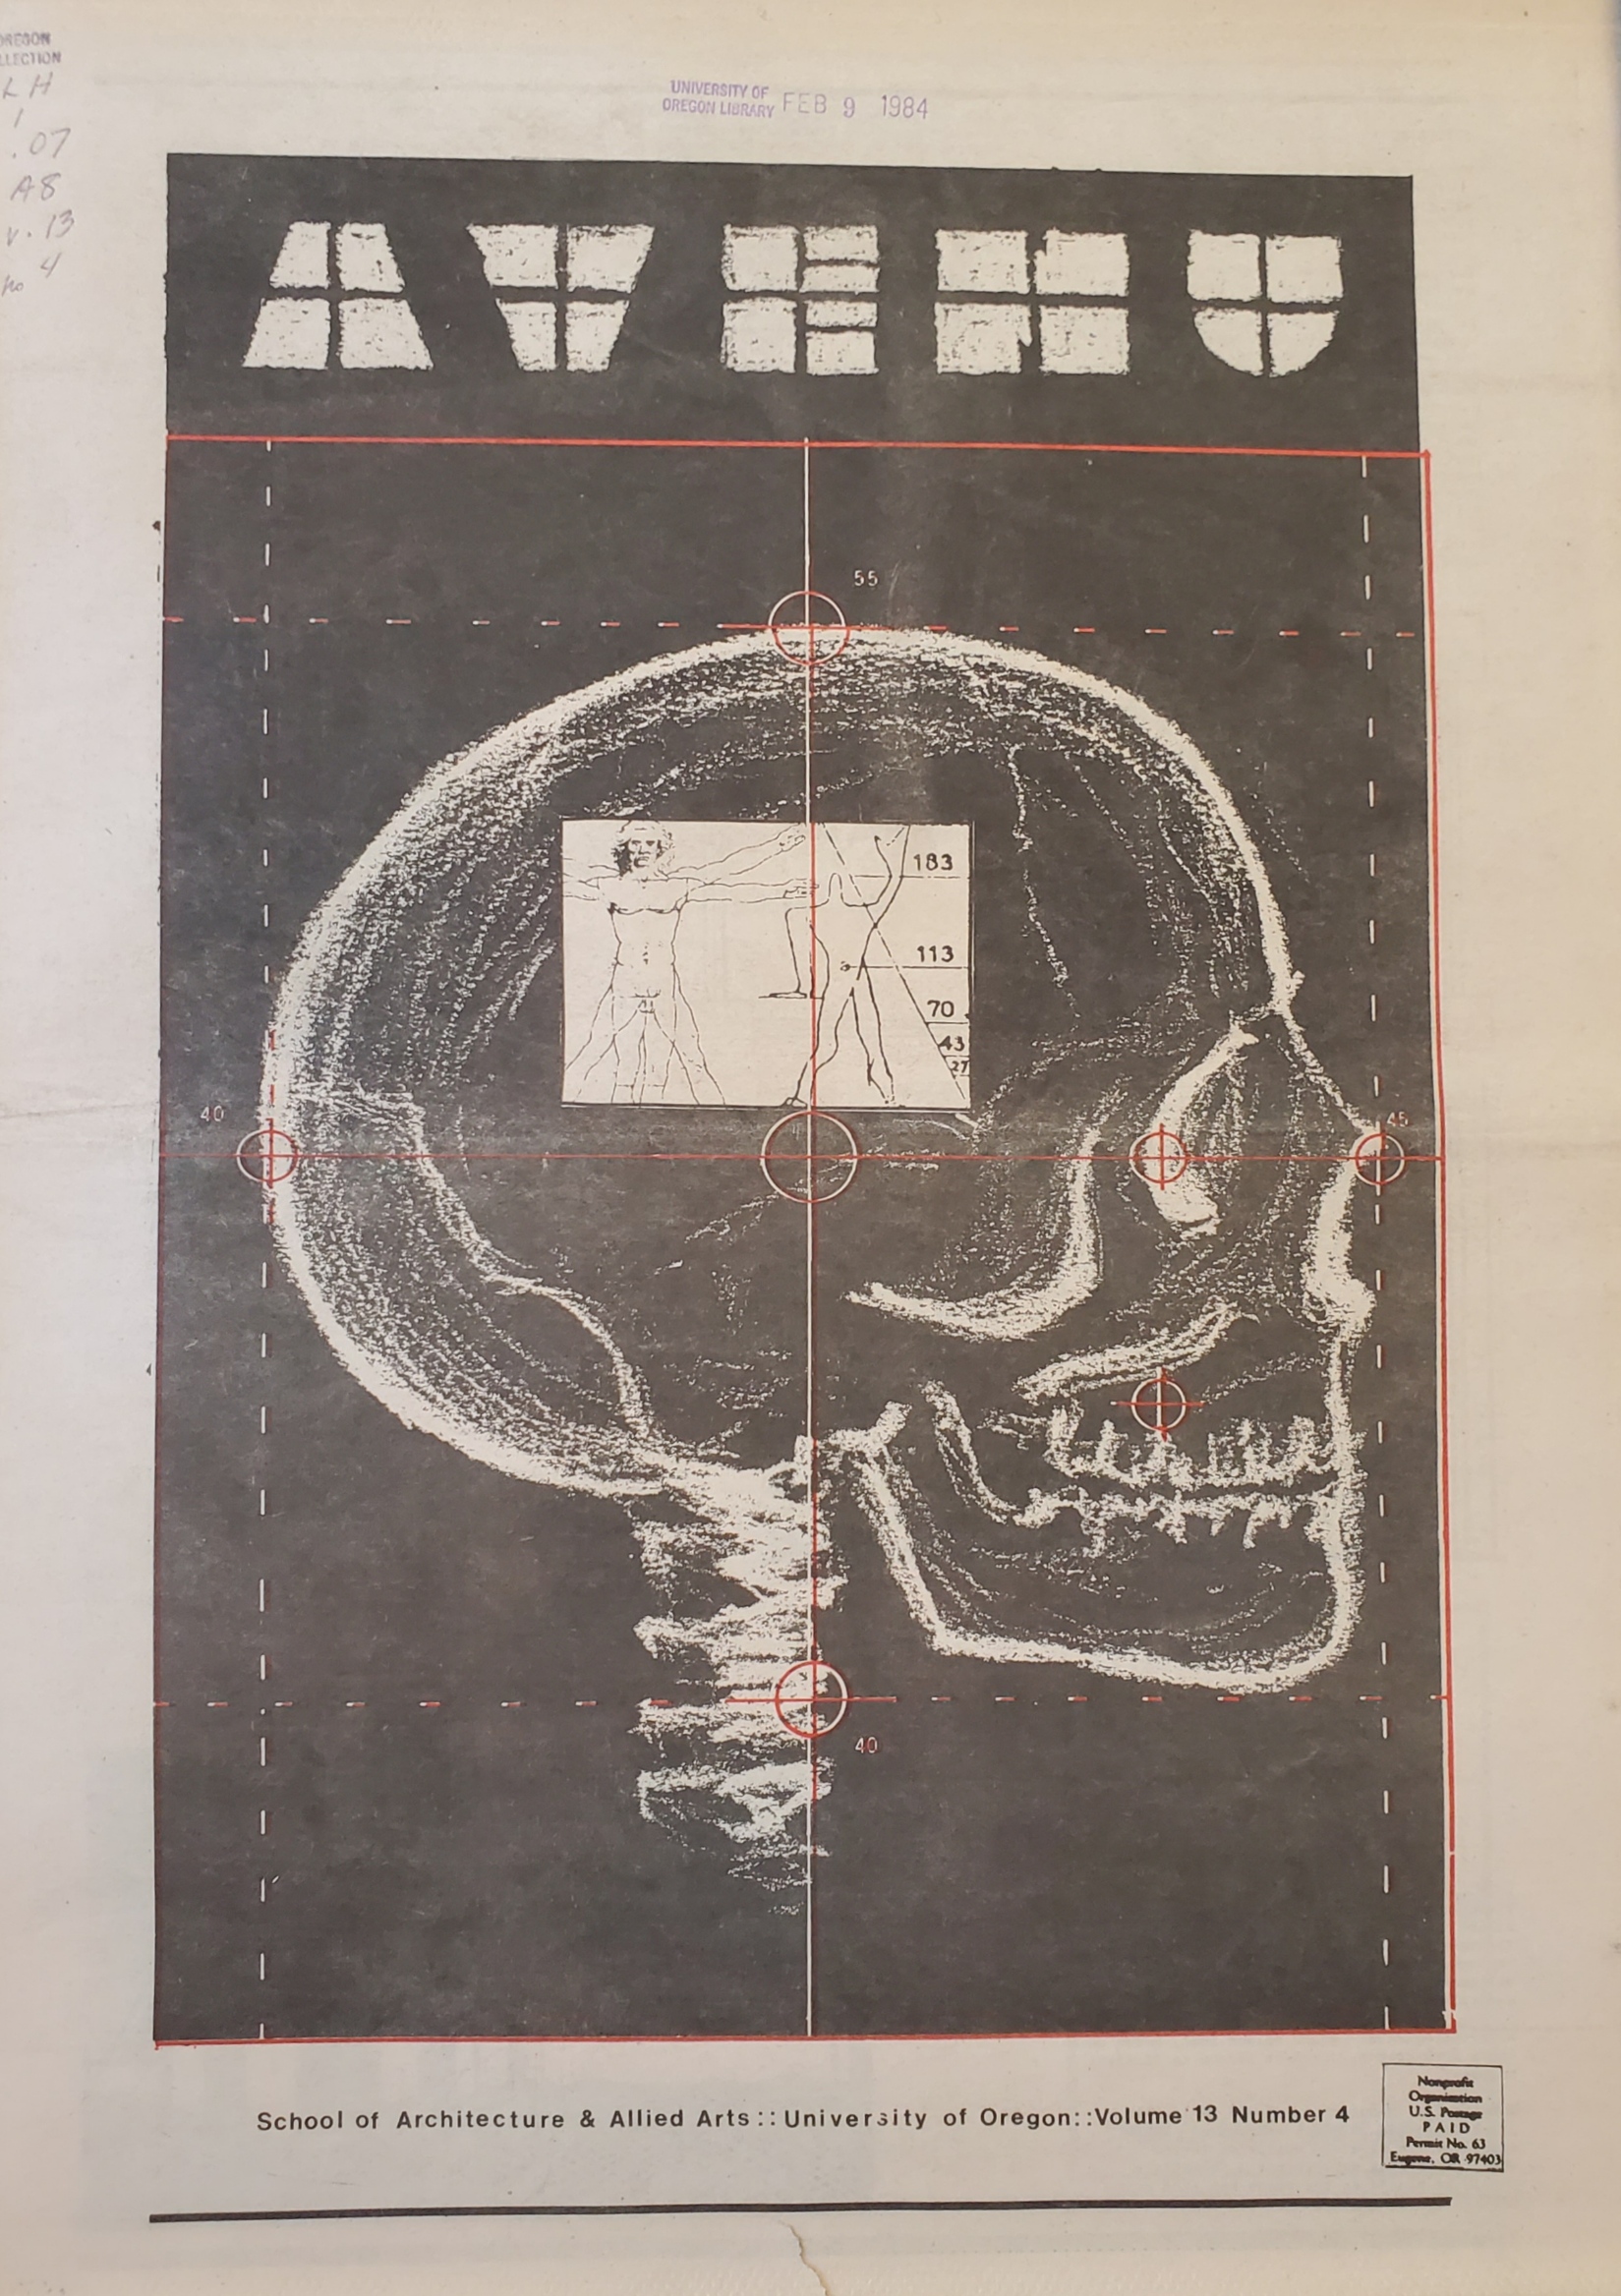 OREGON
LLECTION
LH
1
.07
A8
v. 13
no 4
UNIVERSITY OF
OREGON LIBRARY FEB 9 1984
AVENU
55
183
113
70
43
27
40
45
40
School of Architecture & Allied Arts::University of Oregon::Volume 13 Number 4
Nonprofit
Organization
U.S. Postage
PAID
Permit No. 63
Eugene, OR 97403